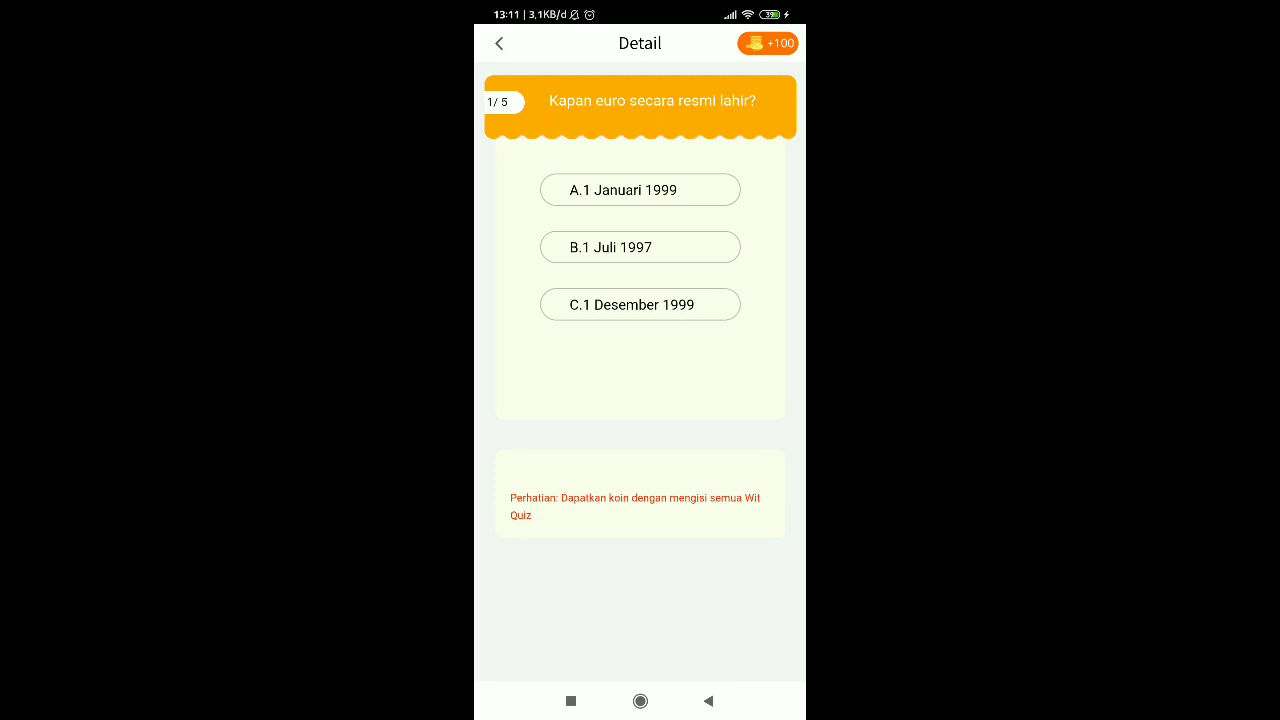 13:11 | 3,1KB/d
39
Detail
+100
1/ 5
Kapan euro secara resmi lahir?
A.1 Januari 1999
B.1 Juli 1997
C.1 Desember 1999
Perhatian: Dapatkan koin dengan mengisi semua Wit
Quiz